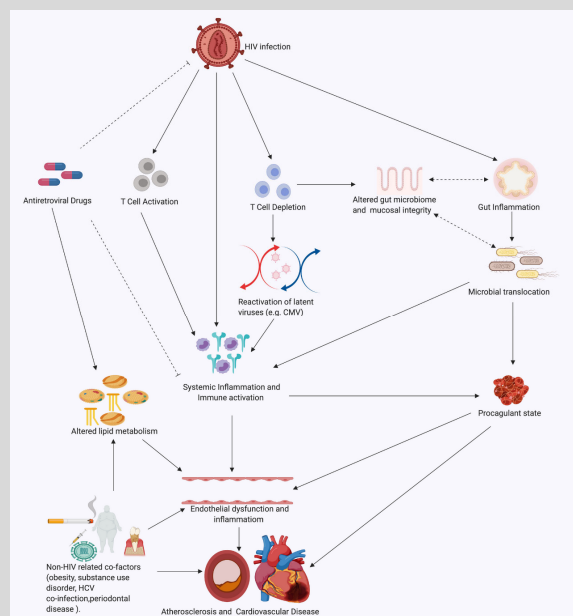 HIV infection
Antiretroviral Drugs
T Cell Activation
T Cell Depletion
Altered gut microbiome
and mucosal integrity
Gut Inflammation
Reactivation of latent
viruses (e.g. CMV)
Microbial translocation
Systemic Inflammation and
Immune activation
Altered lipid metabolism
Procagulant state
Endothelial dysfunction and
inflammatiom
Non-HIV related co-factors
(obesity, substance use
disorder, HCV
co-infection,periodontal
disease ).
Atherosclerosis and Cardiovascular Disease